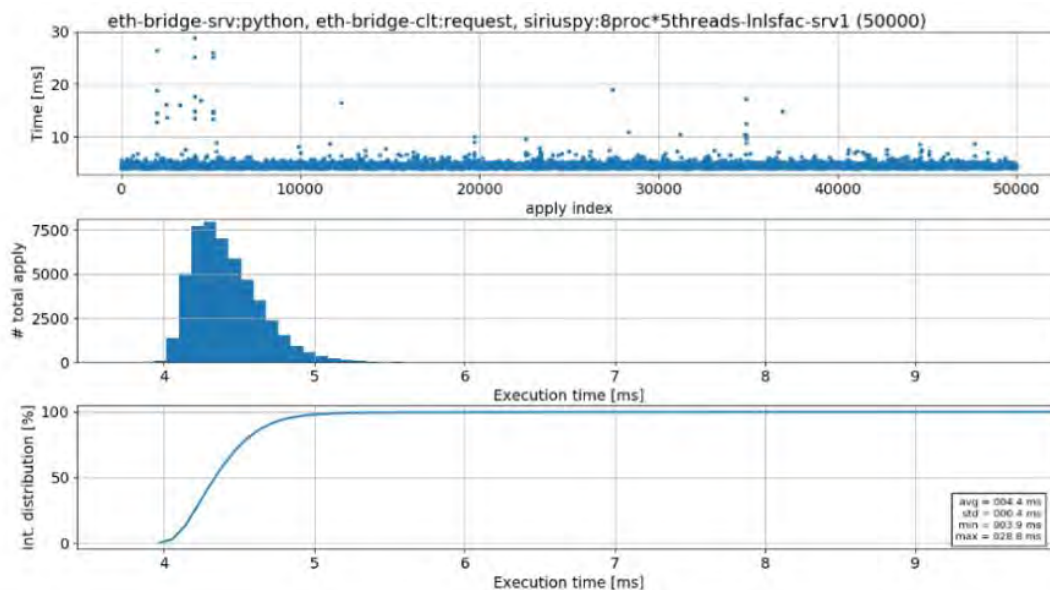 eth-bridge-srv:python, eth-bridge-clt:request, siriuspy:8proc*5threads-lnlsfac-srv1 (50000)
30
20
10
Time [ms]
0 10000 20000 30000 40000 50000
apply index
7500
5000
2500
0
# total apply
4 5 6 7 8 9
Execution time [ms]
100
50
0
int. distribution [%]
avg = 004.4 ms
std = 000.4 ms
min = 003.9 ms
max = 028.8 ms
4 5 6 7 8 9
Execution time [ms]